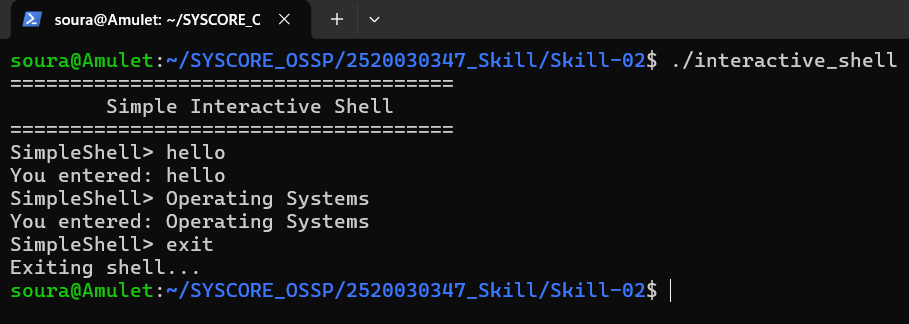 soura@Amulet: ~/SYSCORE_C
soura@Amulet:~/SYSCORE_OSSP/2520030347_Skill/Skill-02$ ./interactive_shell
=====================================
        Simple Interactive Shell
=====================================
SimpleShell> hello
You entered: hello
SimpleShell> Operating Systems
You entered: Operating Systems
SimpleShell> exit
Exiting shell...
soura@Amulet:~/SYSCORE_OSSP/2520030347_Skill/Skill-02$